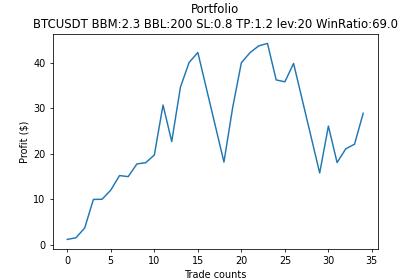 Portfolio
BTCUSDT BBM:2.3 BBL:200 SL:0.8 TP:1.2 lev:20 WinRatio:69.0
40
30
20
10
0
Profit ($)
0 5 10 15 20 25 30 35
Trade counts